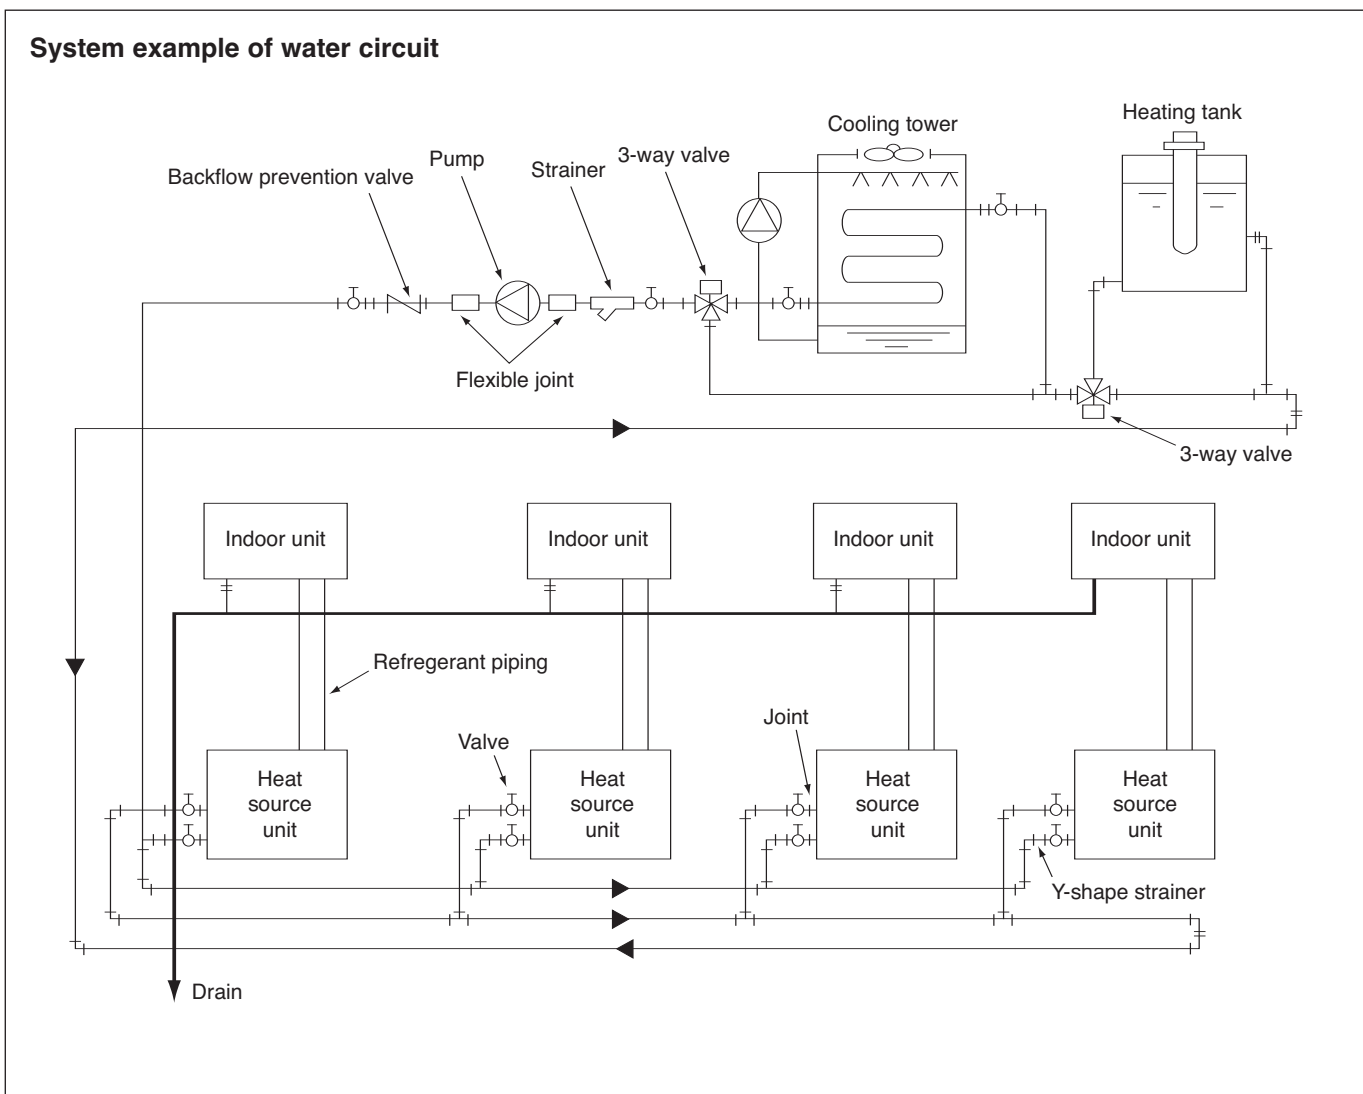 System example of water circuit
Heating tank
Cooling tower
3-way valve
Pump
Strainer
Backflow prevention valve
Flexible joint
3-way valve
Indoor unit
Indoor unit
Indoor unit
Indoor unit
Refregerant piping
Joint
Valve
Heat
source
unit
Heat
source
unit
Heat
source
unit
Heat
source
unit
Y-shape strainer
Drain